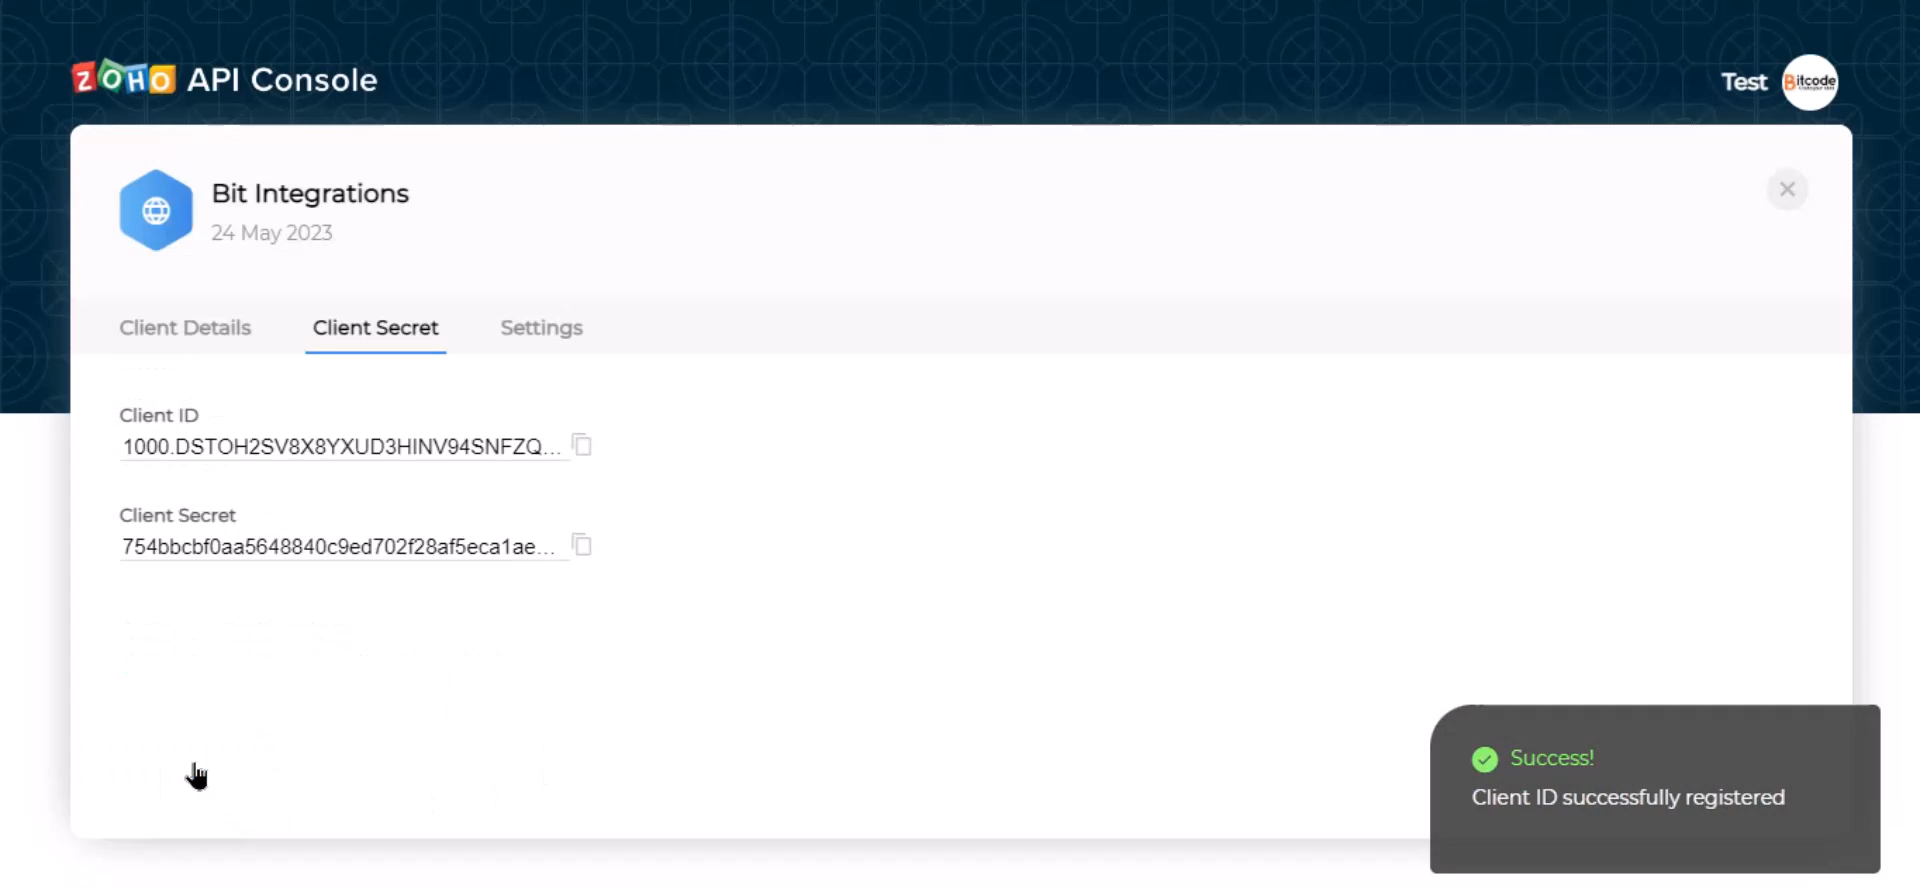 ZOHO API Console
Test
Bitcode
Bit Integrations
24 May 2023
Client Details
Client Secret
Settings
Client ID
1000.DSTOH2SV8X8YXUD3HINV94SNFZQ...
Client Secret
754bbcbf0aa5648840c9ed702f28af5eca1ae...
Success!
Client ID successfully registered